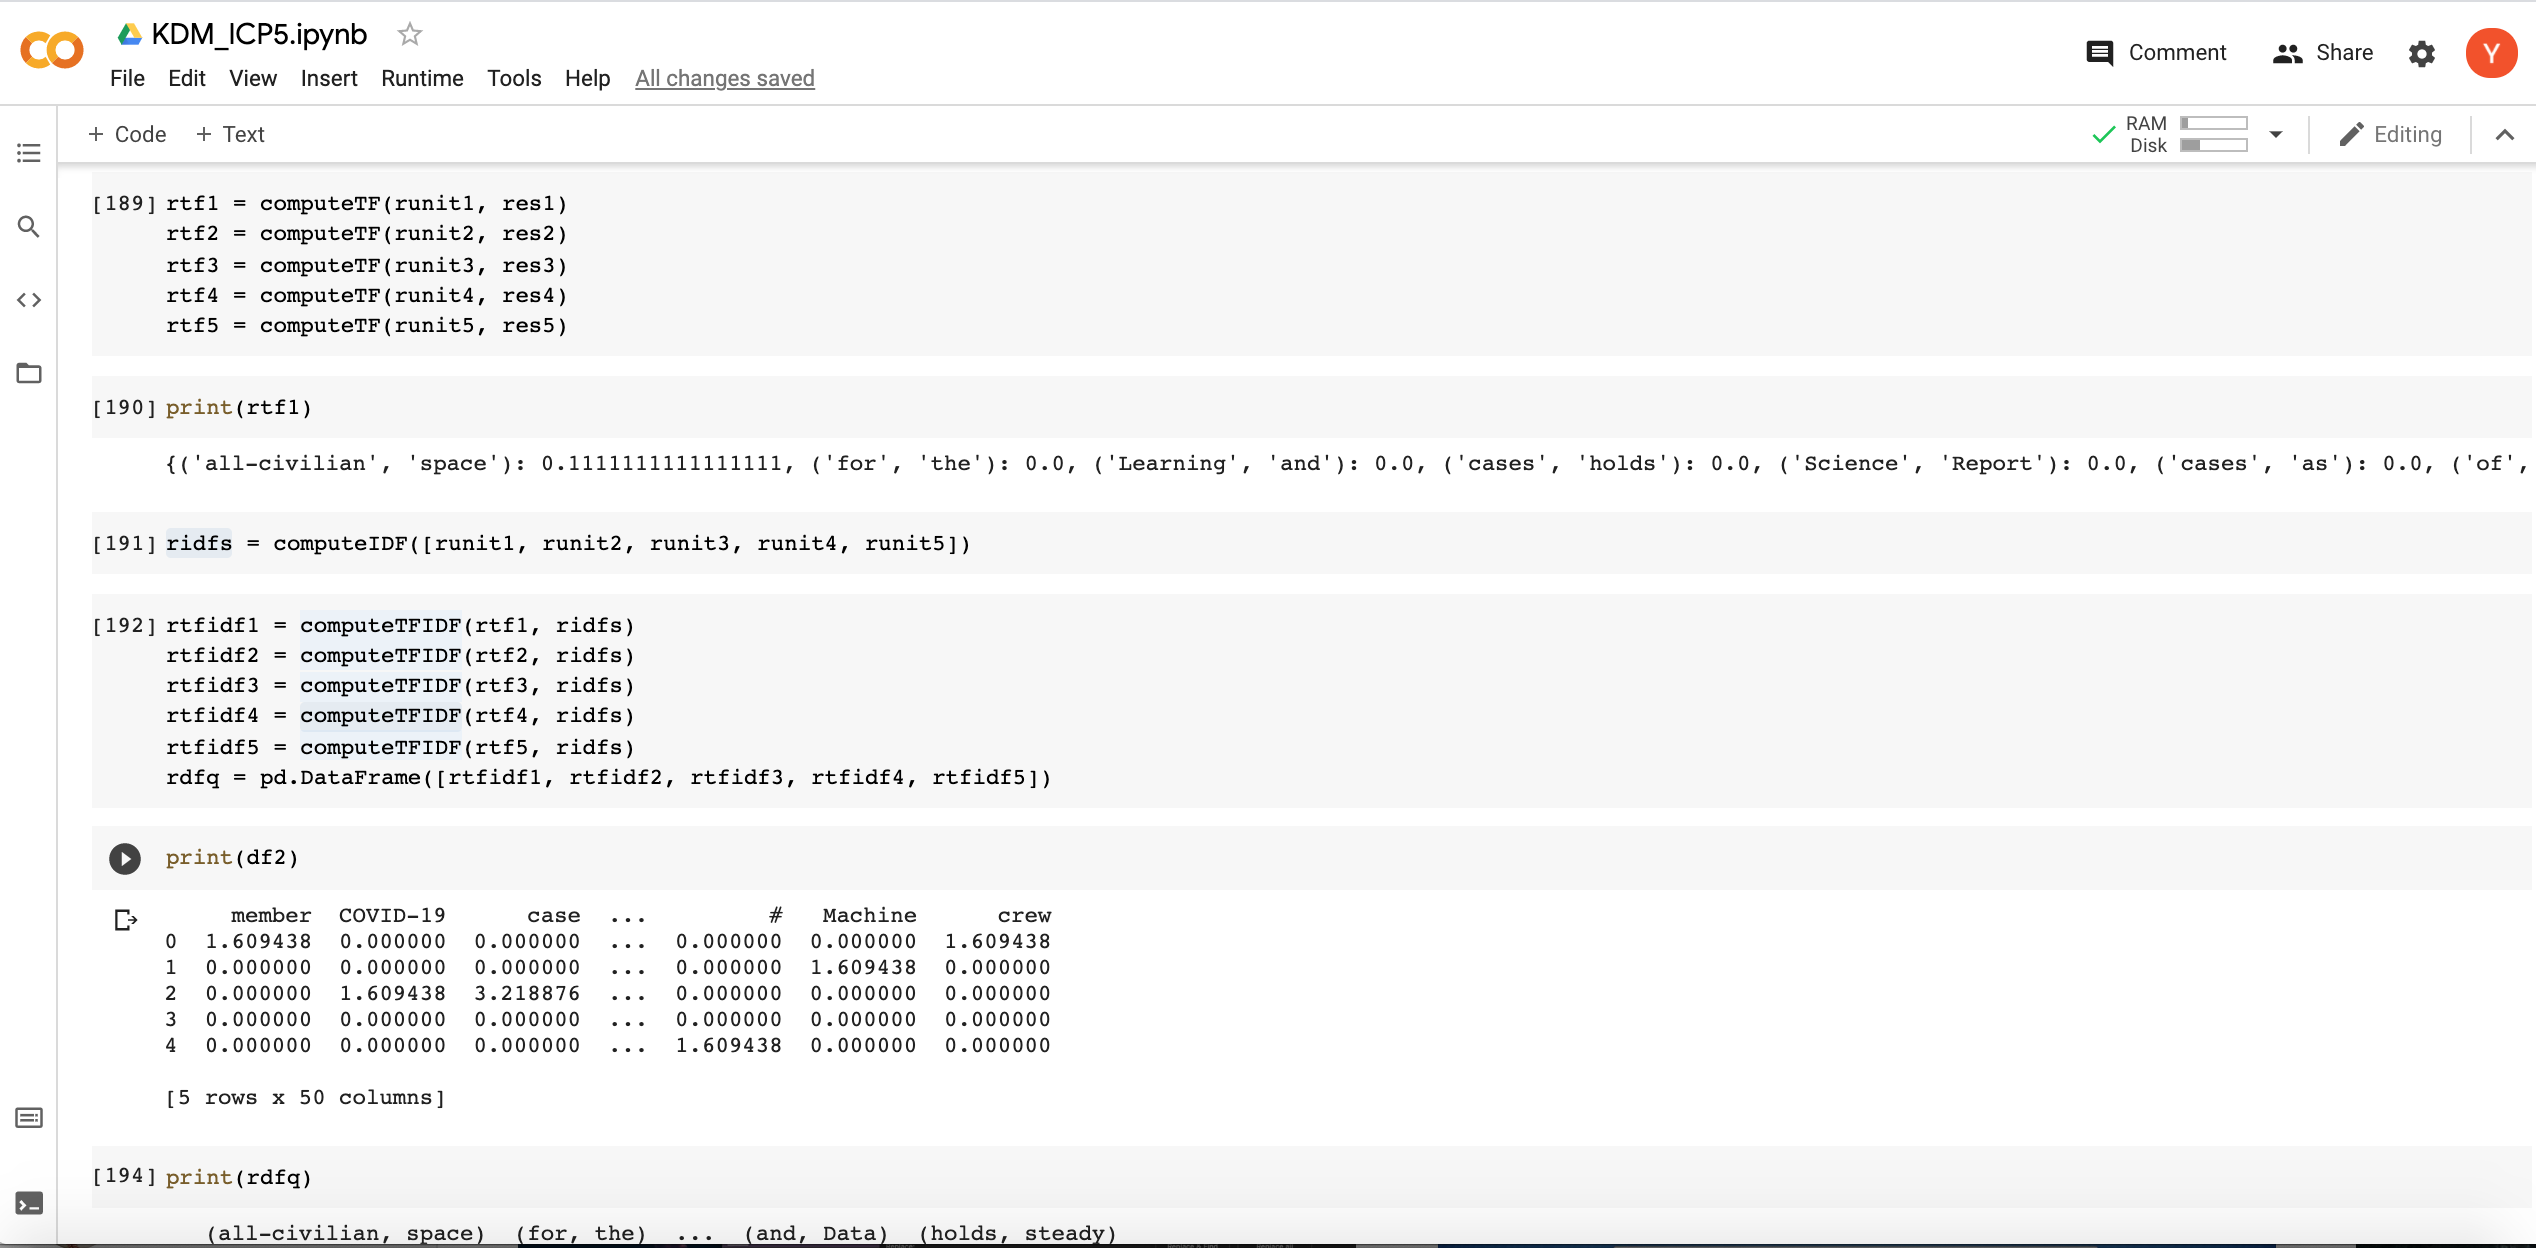 KDM_ICP5.ipynb
File Edit View Insert Runtime Tools Help All changes saved
Comment Share Y
+ Code + Text
RAM
Disk
Editing
[189] rtf1 = computeTF(runit1, res1)
rtf2 = computeTF(runit2, res2)
rtf3 = computeTF(runit3, res3)
rtf4 = computeTF(runit4, res4)
rtf5 = computeTF(runit5, res5)
[190] print(rtf1)
{('all-civilian', 'space'): 0.1111111111111111, ('for', 'the'): 0.0, ('Learning', 'and'): 0.0, ('cases', 'holds'): 0.0, ('Science', 'Report'): 0.0, ('cases', 'as'): 0.0, ('of',
[191] ridfs = computeIDF([runit1, runit2, runit3, runit4, runit5])
[192] rtfidf1 = computeTFIDF(rtf1, ridfs)
rtfidf2 = computeTFIDF(rtf2, ridfs)
rtfidf3 = computeTFIDF(rtf3, ridfs)
rtfidf4 = computeTFIDF(rtf4, ridfs)
rtfidf5 = computeTFIDF(rtf5, ridfs)
rdfq = pd.DataFrame([rtfidf1, rtfidf2, rtfidf3, rtfidf4, rtfidf5])
print(df2)
member COVID-19 case ... # Machine crew
0 1.609438 0.000000 0.000000 ... 0.000000 0.000000 1.609438
1 0.000000 0.000000 0.000000 ... 0.000000 1.609438 0.000000
2 0.000000 1.609438 3.218876 ... 0.000000 0.000000 0.000000
3 0.000000 0.000000 0.000000 ... 0.000000 0.000000 0.000000
4 0.000000 0.000000 0.000000 ... 1.609438 0.000000 0.000000
[5 rows x 50 columns]
[194] print(rdfq)
(all-civilian, space) (for, the) ... (and, Data) (holds, steady)